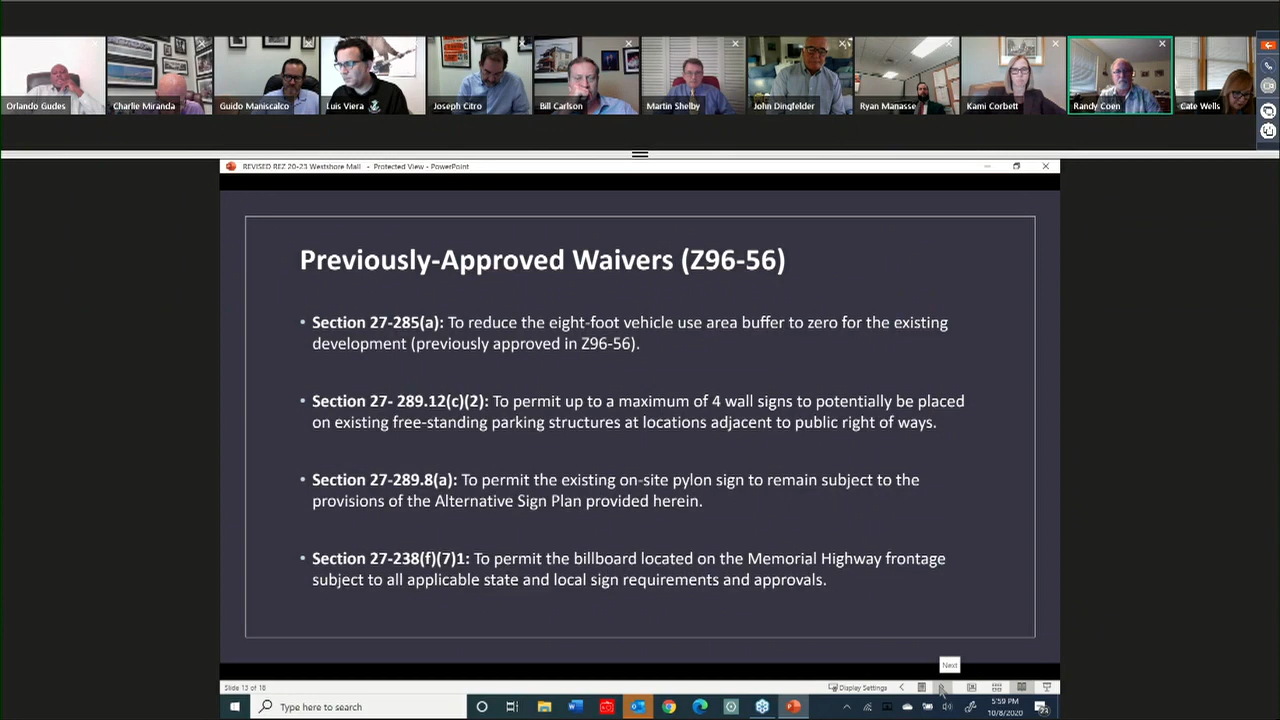 Orlando Gudes
Charlie Miranda
Guido Maniscalco
Luis Viera
Joseph Citro
Bill Carlson
Martin Shelby
John Dingfelder
Ryan Manasse
Kami Corbett
Randy Coen
Cate Wells
REVISED REZ 20-23 Westshore Mall - Protected View - PowerPoint
Previously-Approved Waivers (Z96-56)
• Section 27-285(a): To reduce the eight-foot vehicle use area buffer to zero for the existing
development (previously approved in Z96-56).
• Section 27- 289.12(c)(2): To permit up to a maximum of 4 wall signs to potentially be placed
on existing free-standing parking structures at locations adjacent to public right of ways.
• Section 27-289.8(a): To permit the existing on-site pylon sign to remain subject to the
provisions of the Alternative Sign Plan provided herein.
• Section 27-238(f)(7)1: To permit the billboard located on the Memorial Highway frontage
subject to all applicable state and local sign requirements and approvals.
Next
Slide 13 of 18
Display Settings
Type here to search
5:59 PM
10/8/2020